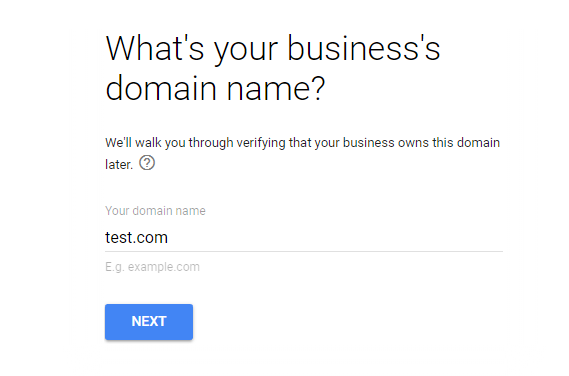 What's your business's
domain name?
We'll walk you through verifying that your business owns this domain
later. ?
Your domain name
test.com
E.g. example.com
NEXT